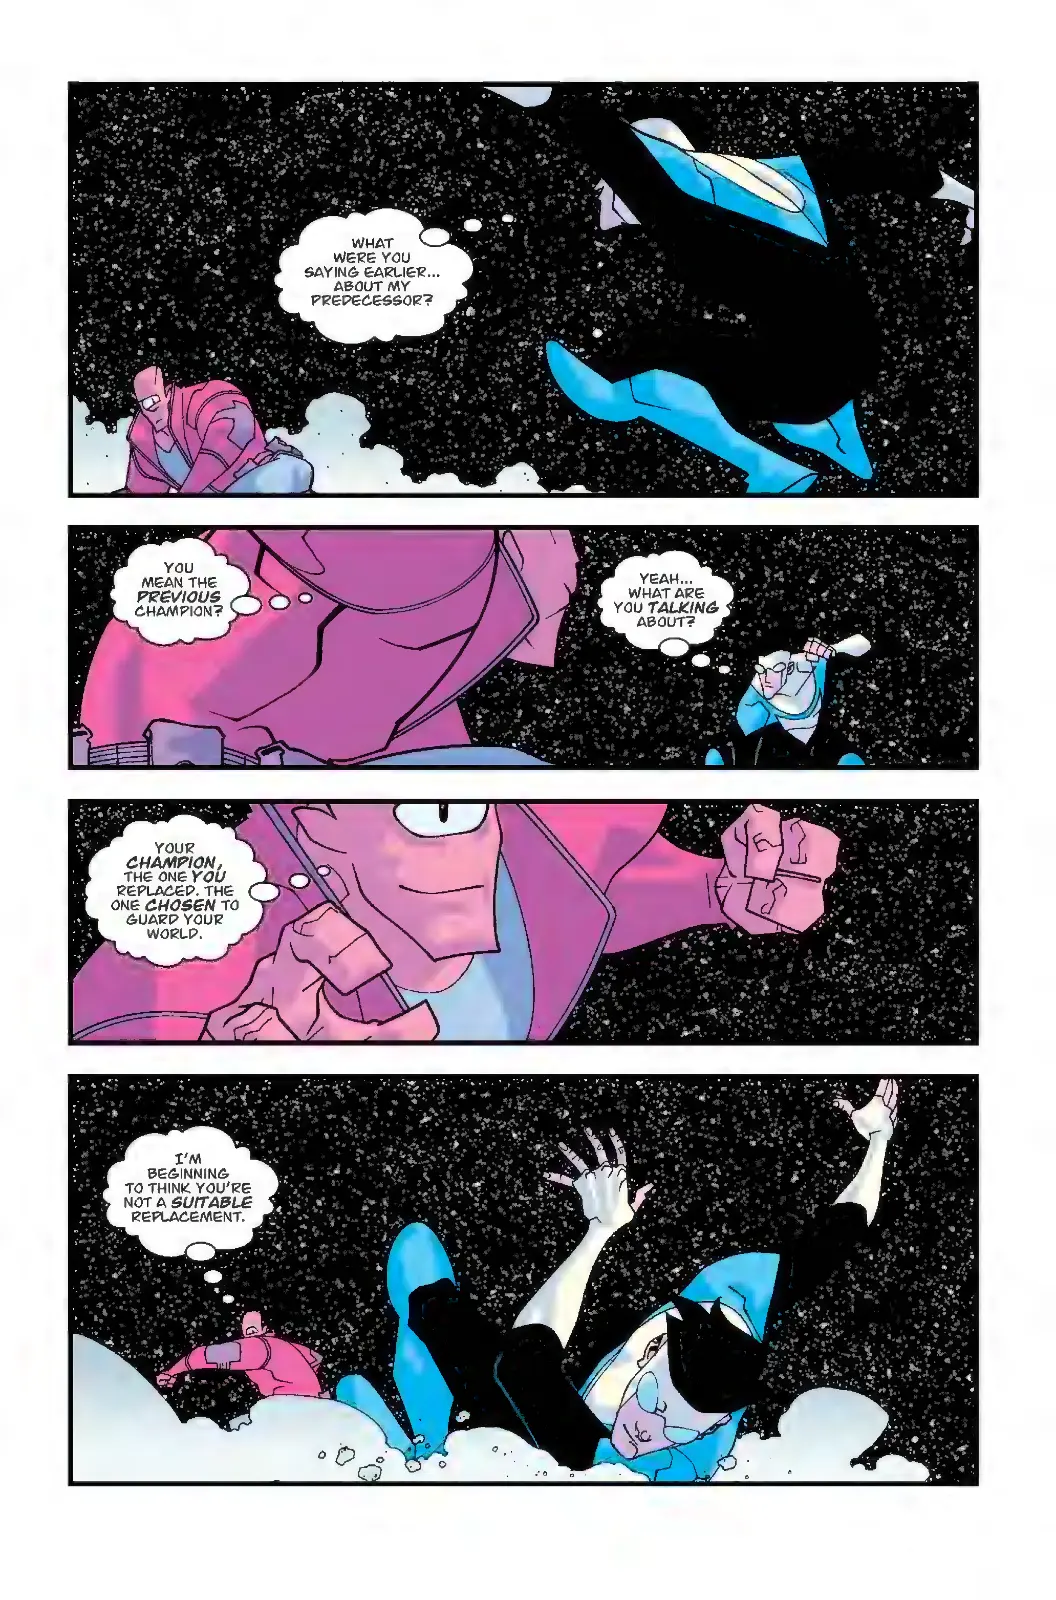 WHAT
WERE YOU
SAYING EARLIER...
ABOUT MY
PREDECESSOR?
YOU
MEAN THE
PREVIOUS
CHAMPION?
YEAH...
WHAT ARE
YOU TALKING
ABOUT?
YOUR
CHAMPION,
THE ONE YOU
REPLACED. THE
ONE CHOSEN TO
GUARD YOUR
WORLD.
I'M
BEGINNING
TO THINK YOU'RE
NOT A SUITABLE
REPLACEMENT.